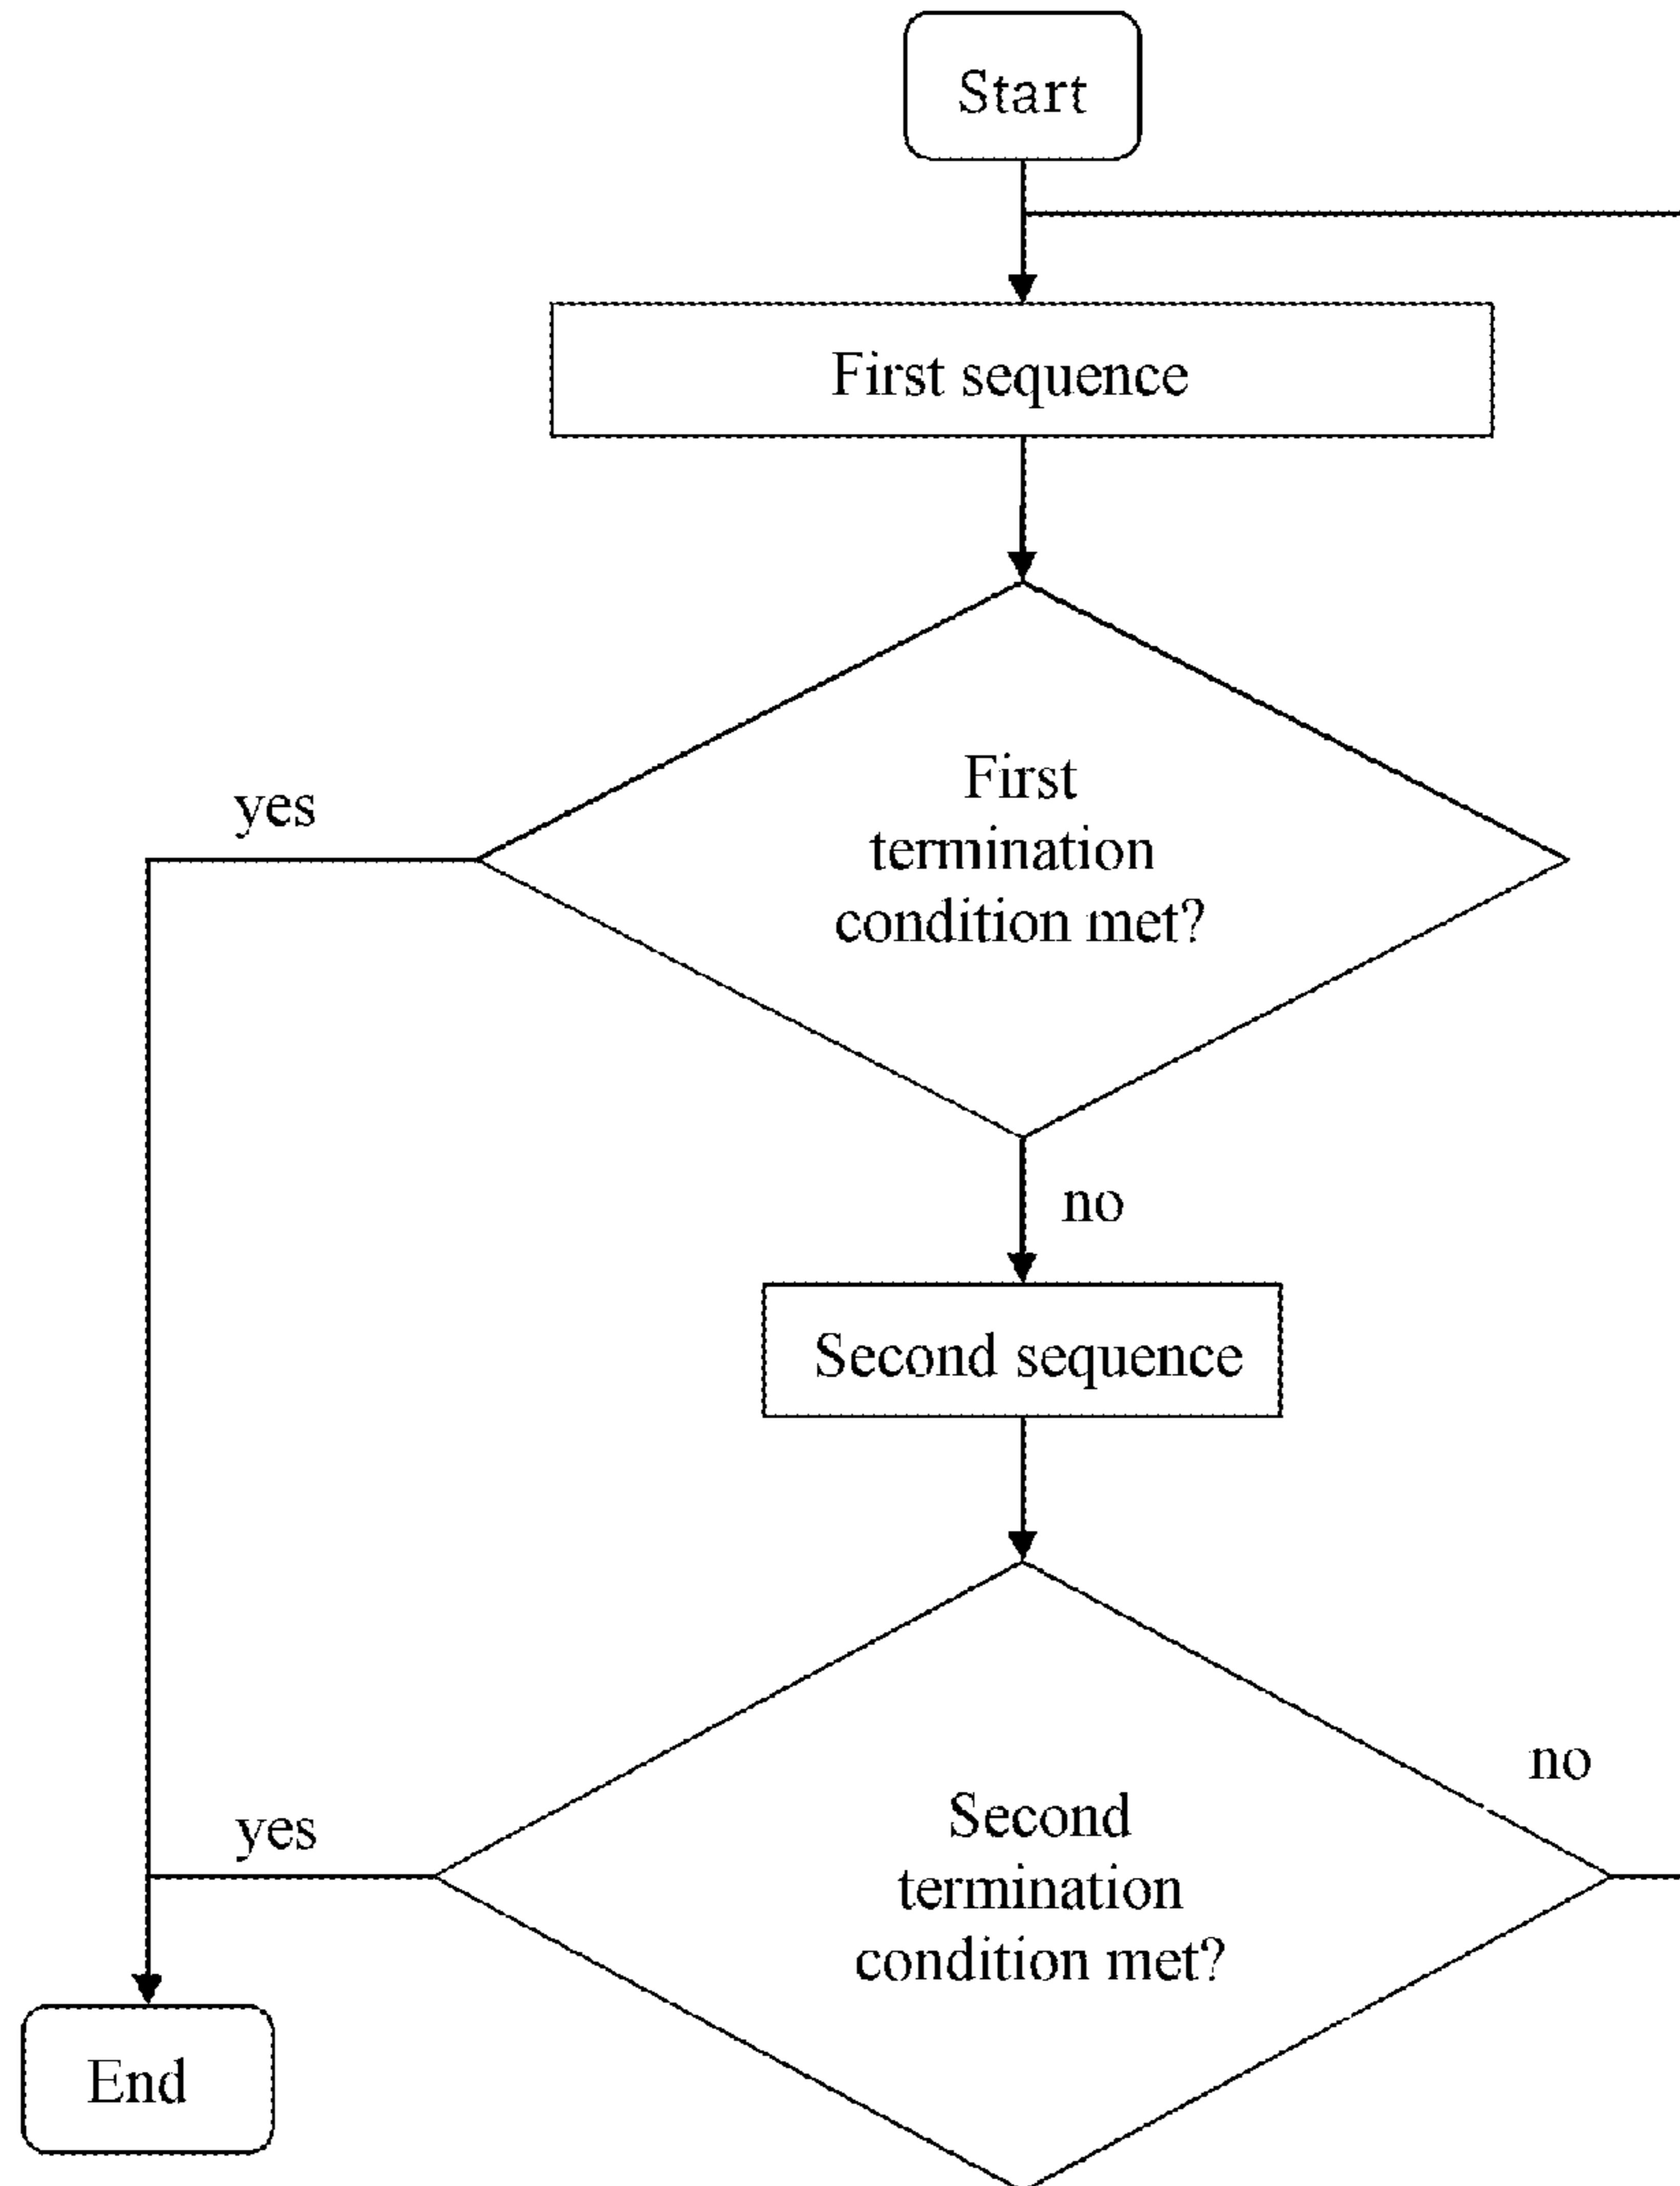 Start
First sequence
First
termination
condition met?
yes
no
Second sequence
Second
termination
condition met?
yes
no
End